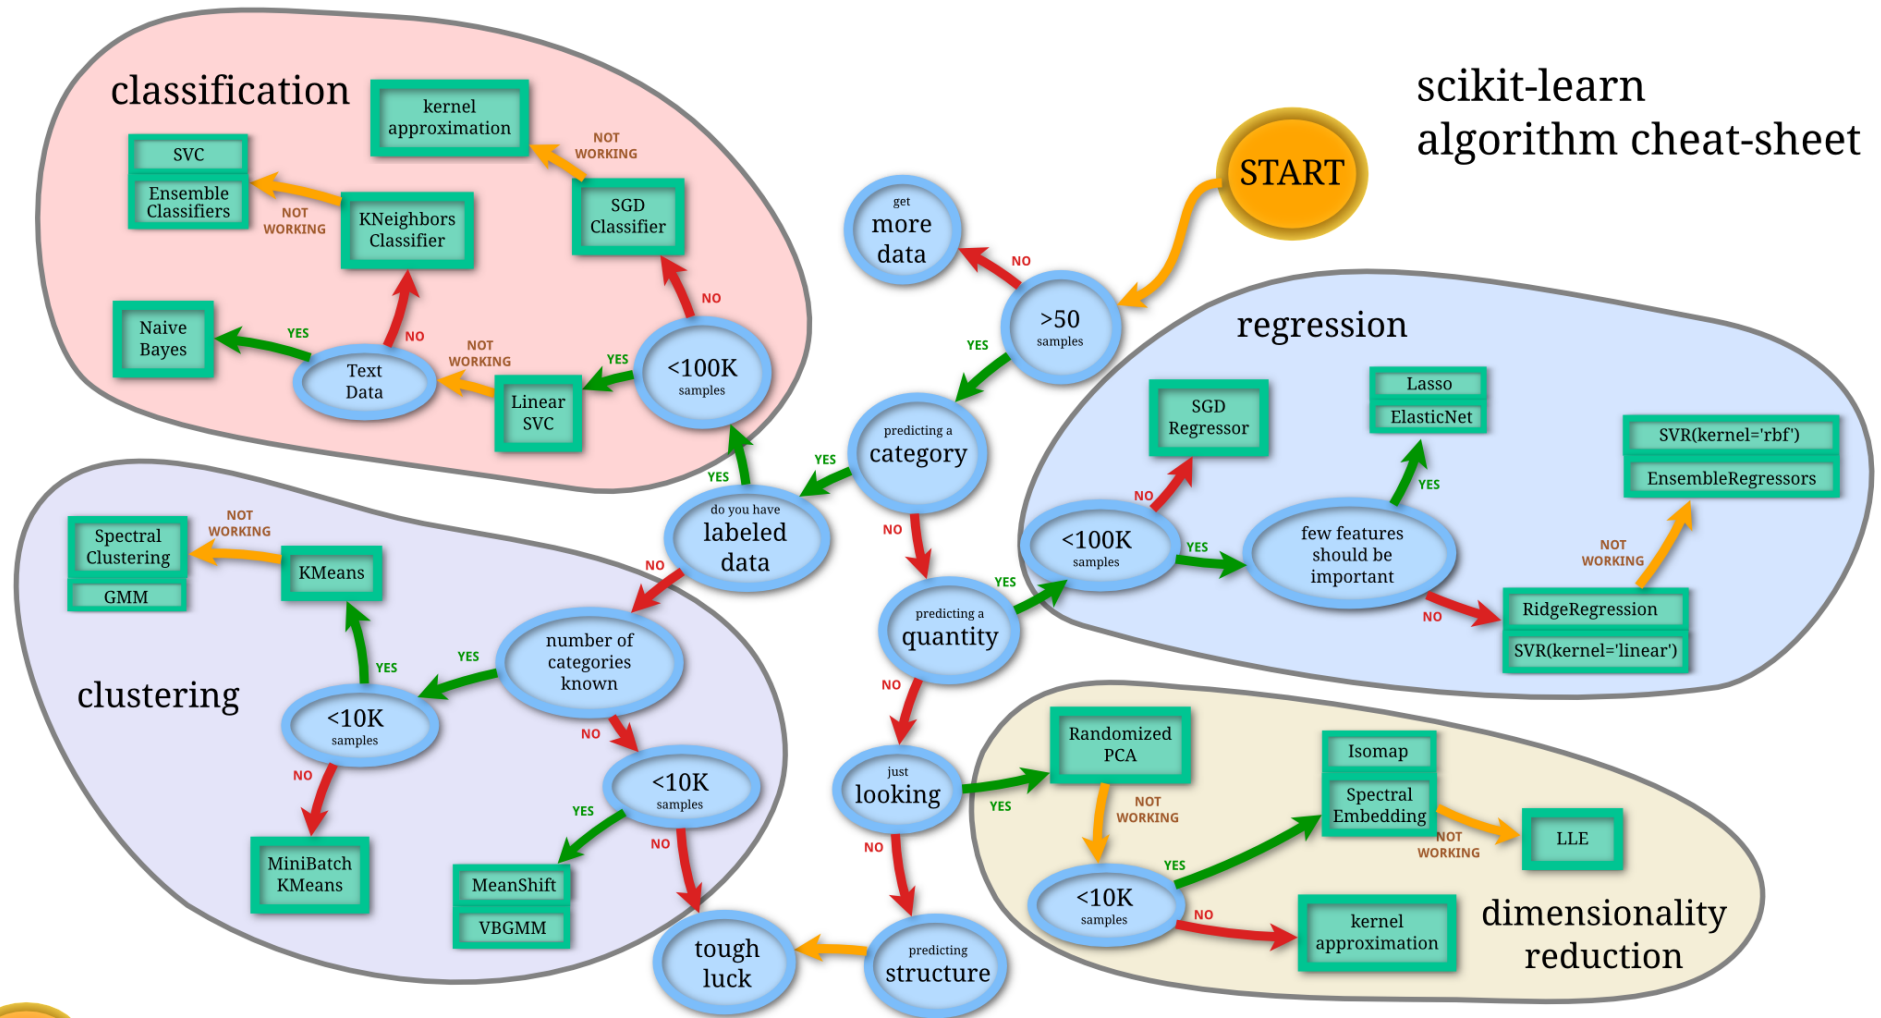 scikit-learn
algorithm cheat-sheet
START
classification
kernel
approximation
NOT
WORKING
SVC
Ensemble
Classifiers
NOT
WORKING
KNeighbors
Classifier
SGD
Classifier
NO
Naive
Bayes
YES
NO
Text
Data
NOT
WORKING
Linear
SVC
YES
<100K
samples
YES
get
more
data
NO
>50
samples
YES
predicting a
category
YES
NO
do you have
labeled
data
NO
predicting a
quantity
YES
NO
just
looking
YES
NO
predicting
structure
tough
luck
regression
SGD
Regressor
NO
<100K
samples
YES
Lasso
ElasticNet
YES
few features
should be
important
NO
SVR(kernel='rbf')
EnsembleRegressors
NOT
WORKING
RidgeRegression
SVR(kernel='linear')
clustering
Spectral
Clustering
GMM
NOT
WORKING
KMeans
YES
number of
categories
known
YES
NO
<10K
samples
NO
MiniBatch
KMeans
<10K
samples
YES
NO
MeanShift
VBGMM
dimensionality
reduction
Randomized
PCA
NOT
WORKING
<10K
samples
YES
NO
Isomap
Spectral
Embedding
NOT
WORKING
LLE
kernel
approximation